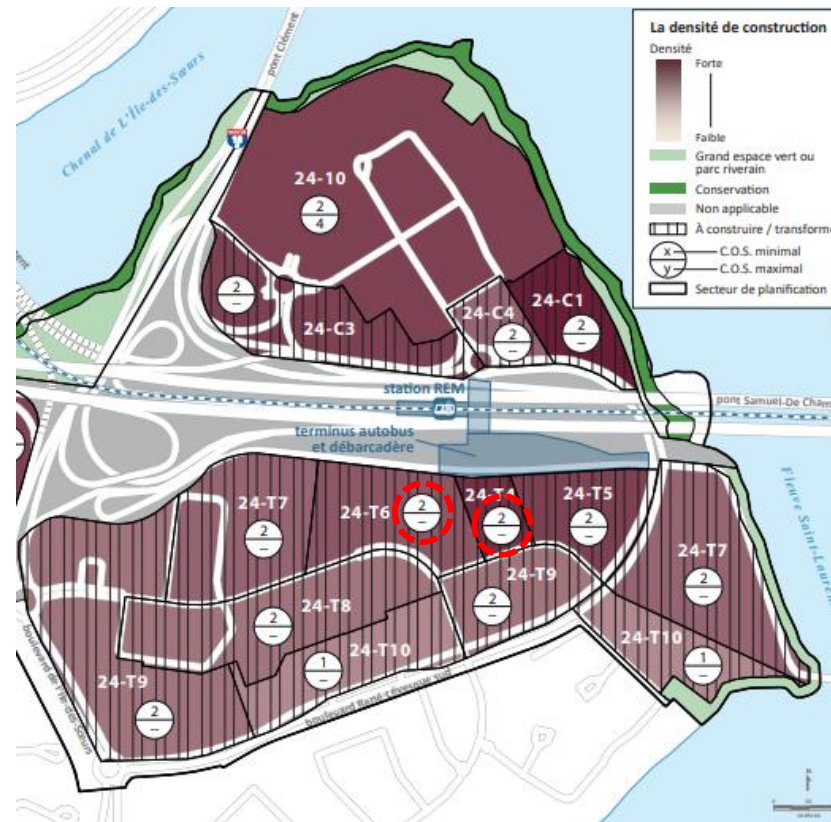 La densité de construction
Densité
Forte
Faible
Grand espace vert ou
parc riverain
Conservation
Non applicable
À construire / transforme
x
y
C.O.S. minimal
C.O.S. maximal
Secteur de planification
pont Clément
Chenal de L'Île-des-Sœurs
24-10
2
4
2
–
24-C3
24-C4
2
–
24-C1
2
–
station REM
pont Samuel-De Cham
terminus autobus
et débarcadère
24-T7
2
–
24-T6
2
–
24-T
2
–
24-T5
2
–
24-T7
2
–
Fleuve Saint-Lauren
24-T8
2
–
24-T9
2
–
24-T10
1
–
24-T10
1
–
24-T9
2
–
boulevard de l'Île-des-Sœurs
boulevard René-Lévesque sud